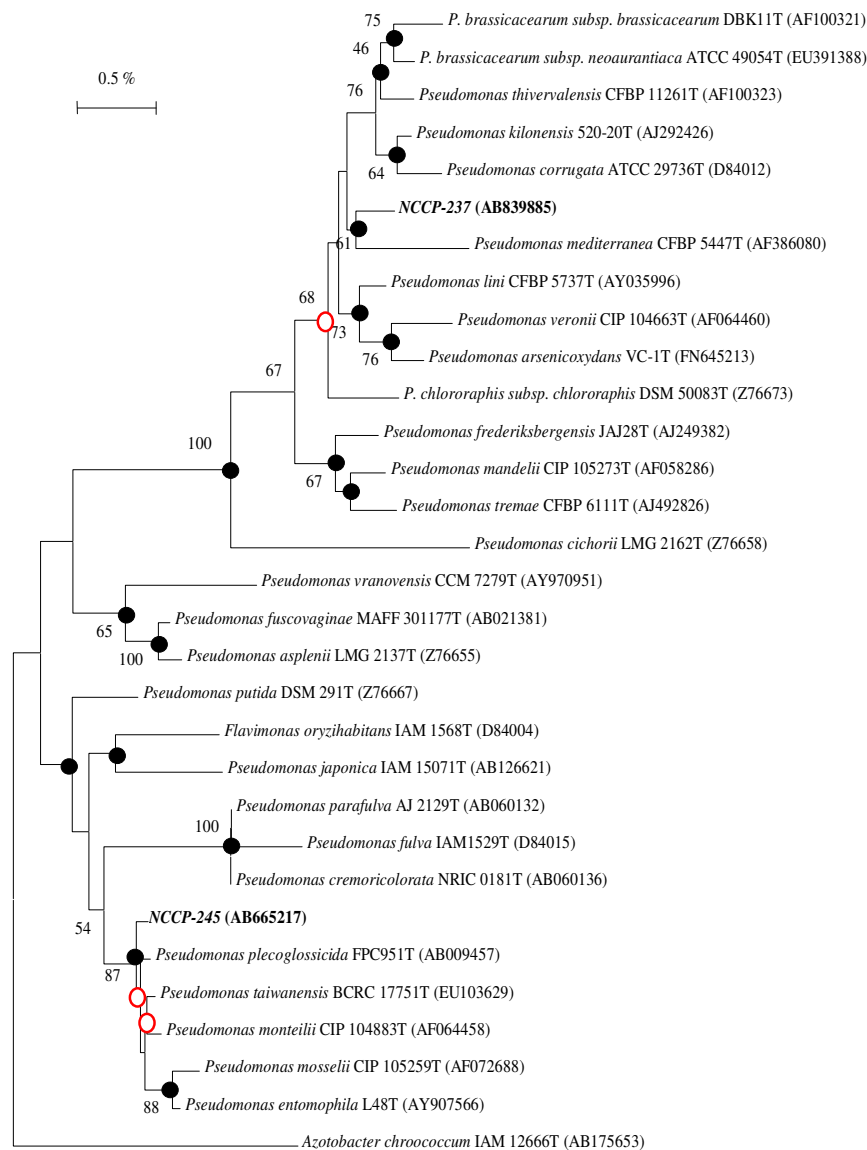 75
P. brassicacearum subsp. brassicacearum DBK11T (AF100321)
46
P. brassicacearum subsp. neoaurantiaca ATCC 49054T (EU391388)
0.5 %
76
Pseudomonas thivervalensis CFBP 11261T (AF100323)
Pseudomonas kilonensis 520-20T (AJ292426)
64
Pseudomonas corrugata ATCC 29736T (D84012)
NCCP-237 (AB839885)
61
Pseudomonas mediterranea CFBP 5447T (AF386080)
Pseudomonas lini CFBP 5737T (AY035996)
68
73
Pseudomonas veronii CIP 104663T (AF064460)
76
Pseudomonas arsenicoxydans VC-1T (FN645213)
67
P. chlororaphis subsp. chlororaphis DSM 50083T (Z76673)
Pseudomonas frederiksbergensis JAJ28T (AJ249382)
100
67
Pseudomonas mandelii CIP 105273T (AF058286)
Pseudomonas tremae CFBP 6111T (AJ492826)
Pseudomonas cichorii LMG 2162T (Z76658)
Pseudomonas vranovensis CCM 7279T (AY970951)
65
Pseudomonas fuscovaginae MAFF 301177T (AB021381)
100
Pseudomonas asplenii LMG 2137T (Z76655)
Pseudomonas putida DSM 291T (Z76667)
Flavimonas oryzihabitans IAM 1568T (D84004)
Pseudomonas japonica IAM 15071T (AB126621)
Pseudomonas parafulva AJ 2129T (AB060132)
100
Pseudomonas fulva IAM1529T (D84015)
Pseudomonas cremoricolorata NRIC 0181T (AB060136)
54
NCCP-245 (AB665217)
87
Pseudomonas plecoglossicida FPC951T (AB009457)
Pseudomonas taiwanensis BCRC 17751T (EU103629)
Pseudomonas monteilii CIP 104883T (AF064458)
Pseudomonas mosselii CIP 105259T (AF072688)
88
Pseudomonas entomophila L48T (AY907566)
Azotobacter chroococcum IAM 12666T (AB175653)